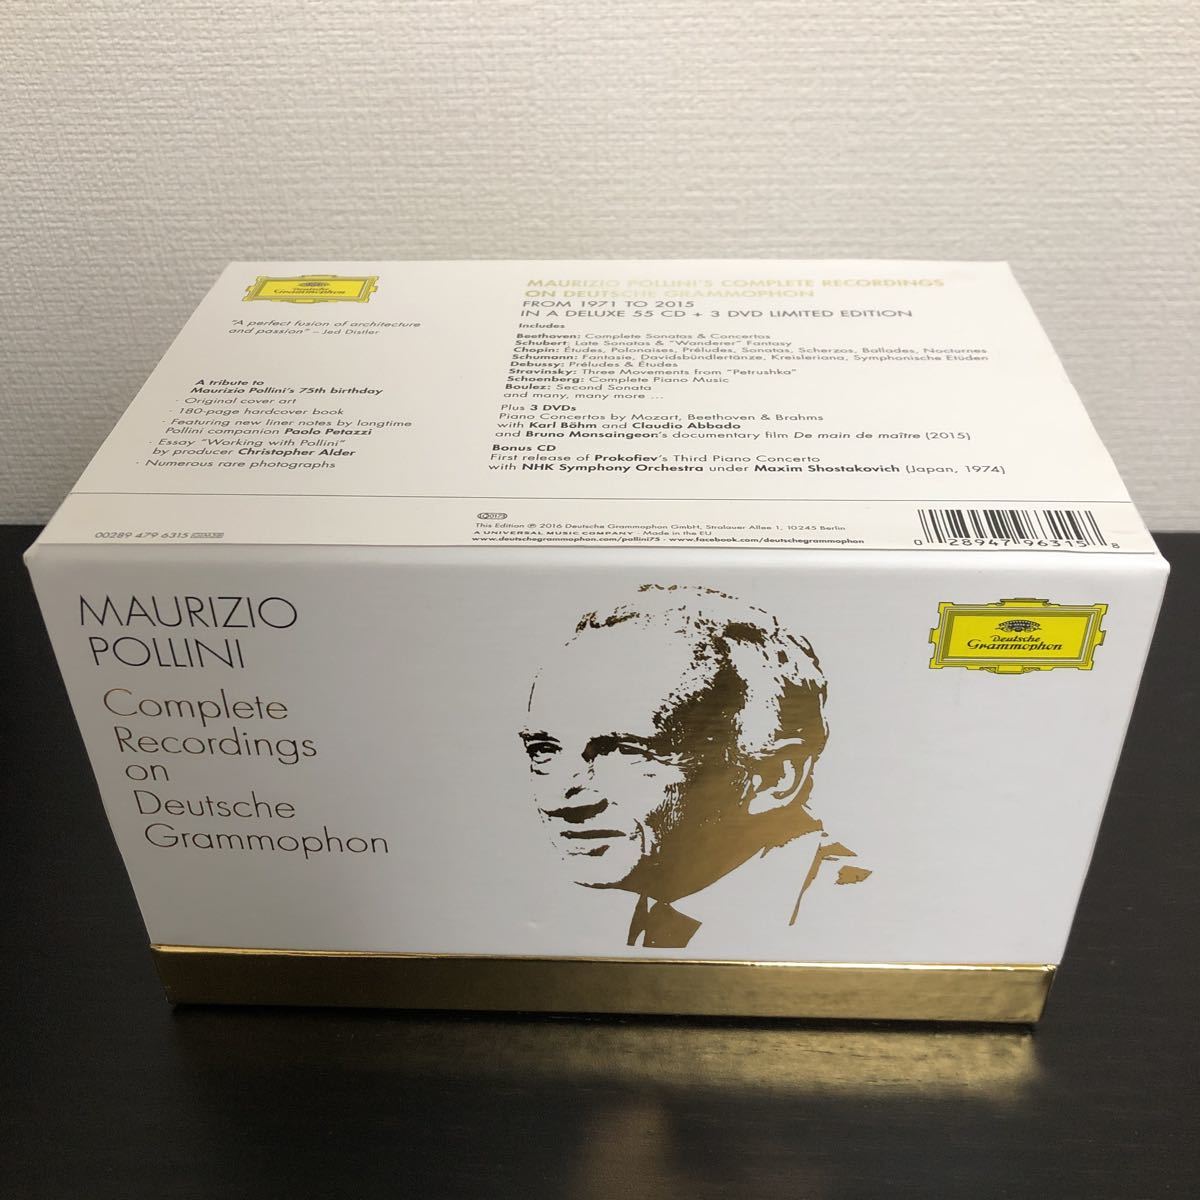 Deutsche
Grammophon
"A perfect fusion of architecture
and passion" – Jed Distler
A tribute to
Maurizio Pollini's 75th birthday
· Original cover art
· 180-page hardcover book
· Featuring new liner notes by longtime
Pollini companion Paolo Petazzi
· Essay "Working with Pollini"
by producer Christopher Alder
· Numerous rare photographs
MAURIZIO POLLINI'S COMPLETE RECORDINGS
ON DEUTSCHE GRAMMOPHON
FROM 1971 TO 2015
IN A DELUXE 55 CD + 3 DVD LIMITED EDITION
Includes
Beethoven: Complete Sonatas & Concertos
Schubert: Late Sonatas & "Wanderer" Fantasy
Chopin: Études, Polonaises, Préludes, Sonatas, Scherzos, Ballades, Nocturnes
Schumann: Fantasie, Davidsbündlertänze, Kreisleriana, Symphonische Etüden
Debussy: Préludes & Études
Stravinsky: Three Movements from "Petrushka"
Schoenberg: Complete Piano Music
Boulez: Second Sonata
and many, many more ...
Plus 3 DVDs
Piano Concertos by Mozart, Beethoven & Brahms
with Karl Böhm and Claudio Abbado
and Bruno Monsaingeon's documentary film De main de maître (2015)
Bonus CD
First release of Prokofiev's Third Piano Concerto
with NHK Symphony Orchestra under Maxim Shostakovich (Japan, 1974)
00289 479 6315
LC 0173
This Edition ℗ 2016 Deutsche Grammophon GmbH, Stralauer Allee 1, 10245 Berlin
A UNIVERSAL MUSIC COMPANY · Made in the EU
www.deutschegrammophon.com/pollini75 · www.facebook.com/deutschegrammophon
0 28947 96315 8
MAURIZIO
POLLINI
Complete
Recordings
on
Deutsche
Grammophon
Deutsche
Grammophon